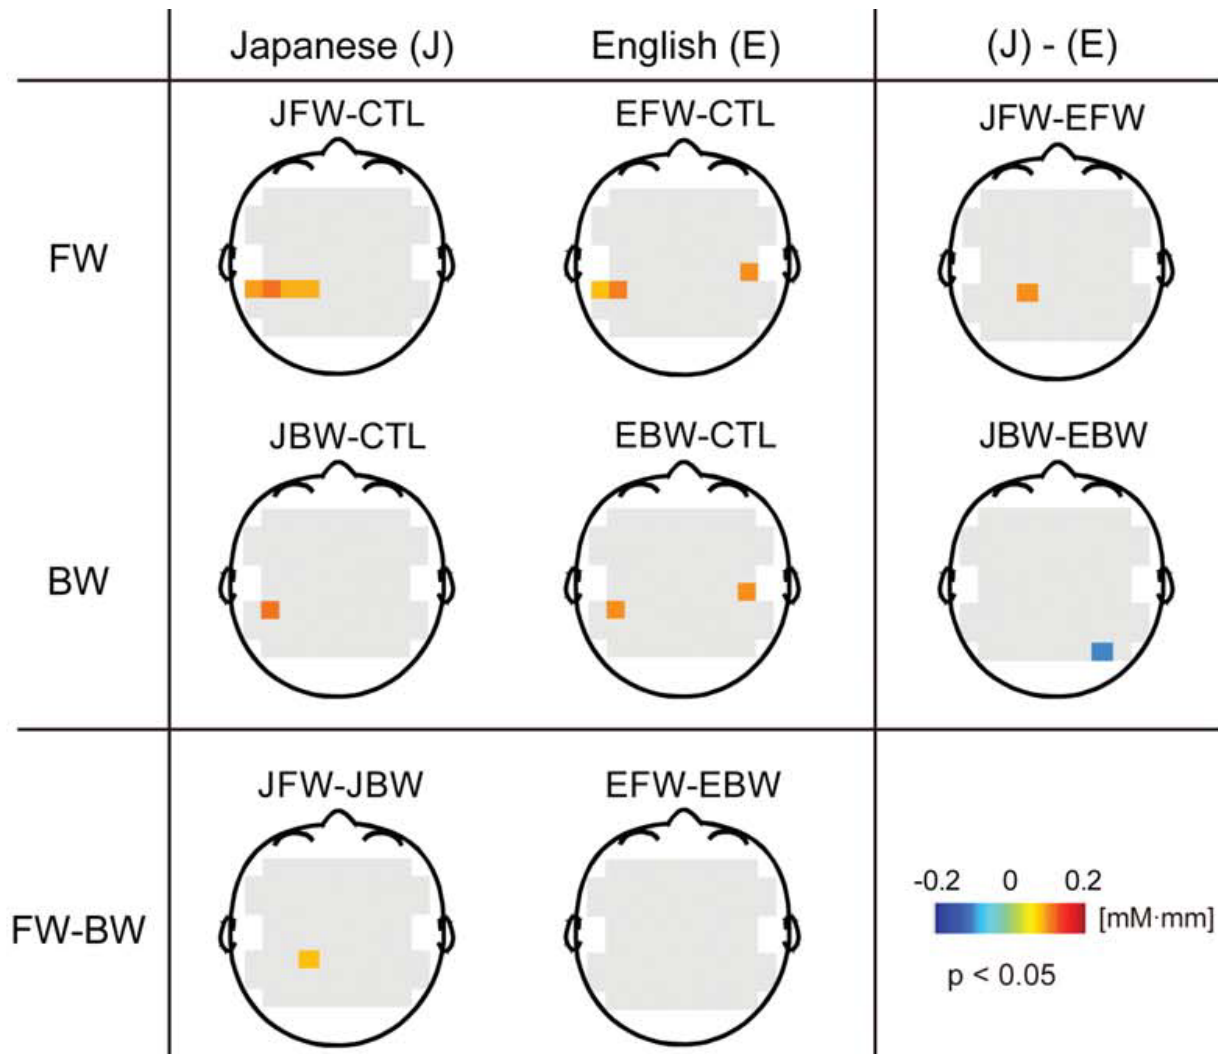 Japanese (J) English (E) (J) - (E)
JFW-CTL EFW-CTL JFW-EFW
FW
JBW-CTL EBW-CTL JBW-EBW
BW
JFW-JBW EFW-EBW
-0.2 0 0.2
FW-BW [mM·mm]
p < 0.05